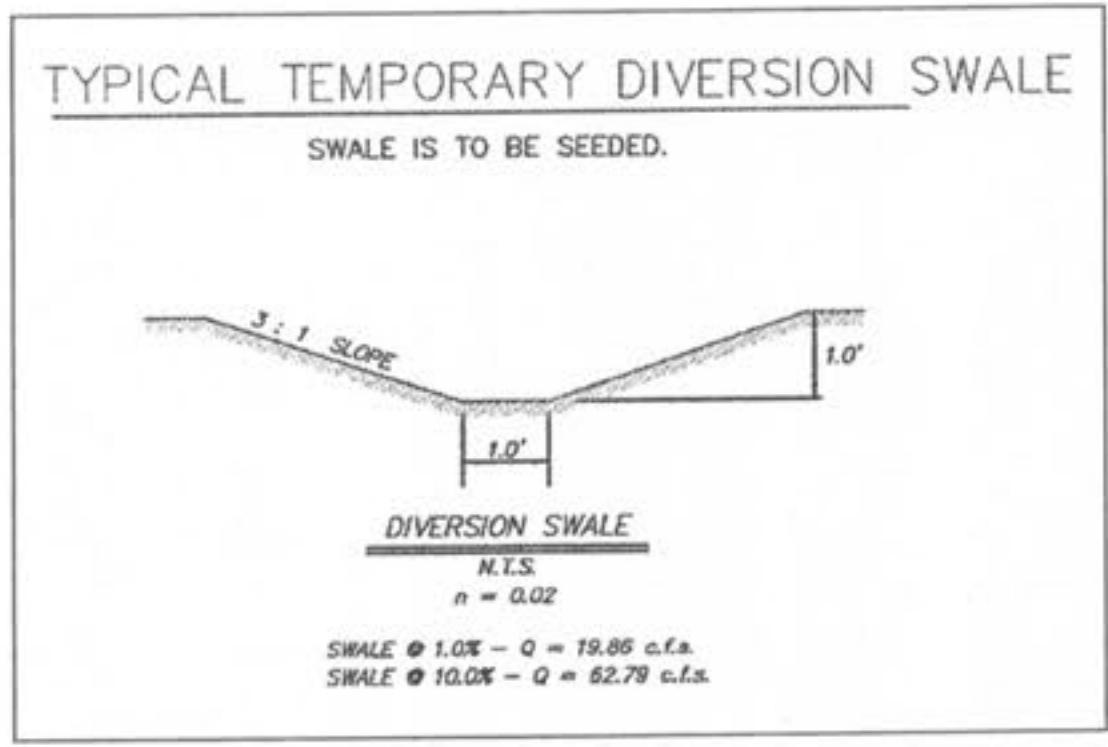 TYPICAL TEMPORARY DIVERSION SWALE
SWALE IS TO BE SEEDED.
3 : 1 SLOPE
1.0'
1.0'
DIVERSION SWALE
N.T.S.
n = 0.02
SWALE @ 1.0% - Q = 19.86 c.f.s.
SWALE @ 10.0% - Q = 62.79 c.f.s.